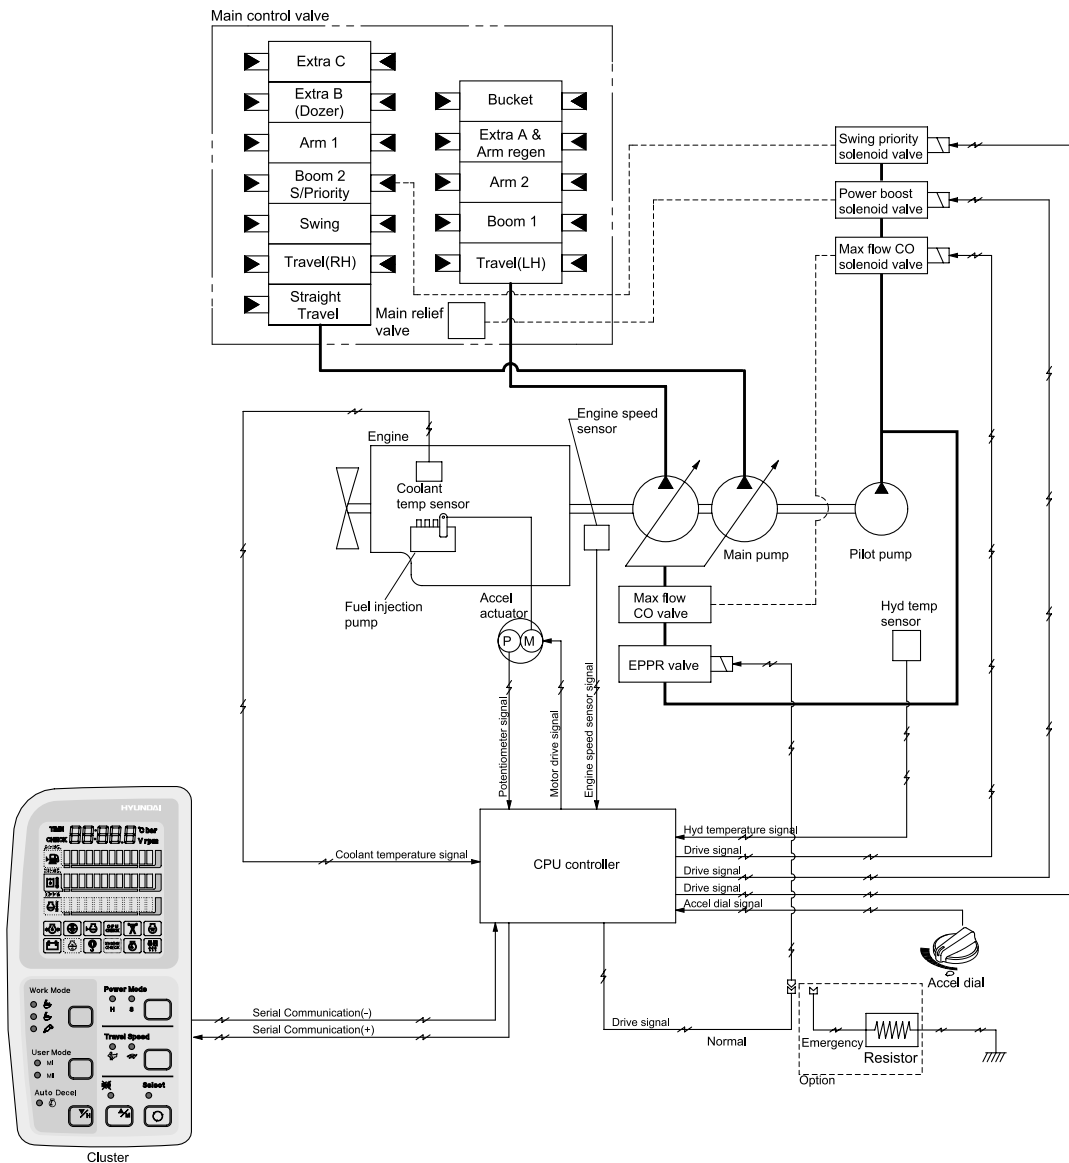 Main control valve
Extra C
Extra B
(Dozer)
Arm 1
Boom 2
S/Priority
Swing
Travel(RH)
Straight
Travel
Bucket
Extra A &
Arm regen
Arm 2
Boom 1
Travel(LH)
Main relief
valve
Swing priority
solenoid valve
Power boost
solenoid valve
Max flow CO
solenoid valve
Engine speed
sensor
Engine
Coolant
temp sensor
Fuel injection
pump
Accel
actuator
P
M
Main pump
Pilot pump
Max flow
CO valve
EPPR valve
Hyd temp
sensor
Potentiometer signal
Motor drive signal
Engine speed sensor signal
CPU controller
Coolant temperature signal
Hyd temperature signal
Drive signal
Drive signal
Drive signal
Accel dial signal
Accel dial
Serial Communication(-)
Serial Communication(+)
Drive signal
Normal
Emergency
Resistor
Option
HYUNDAI
TIME
CHECK
°C bar
V rpm
Work Mode
Power Mode
H
S
Travel Speed
User Mode
M I
M II
Auto Decel
Select
Cluster